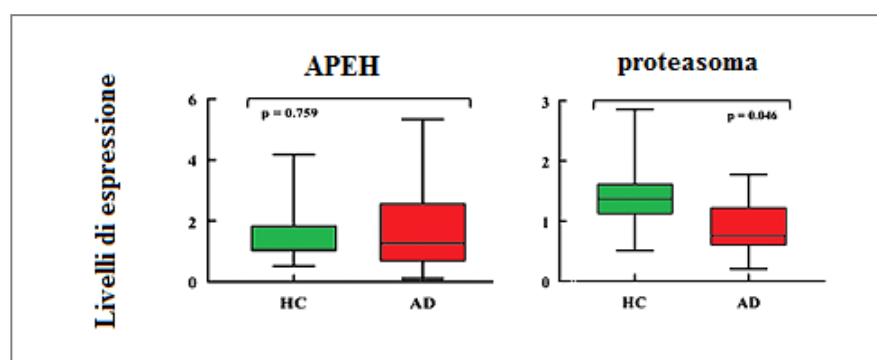 APEH
proteasoma
Livelli di espressione
6
4
2
0
p = 0.759
HC
AD
3
2
1
0
p = 0.046
HC
AD